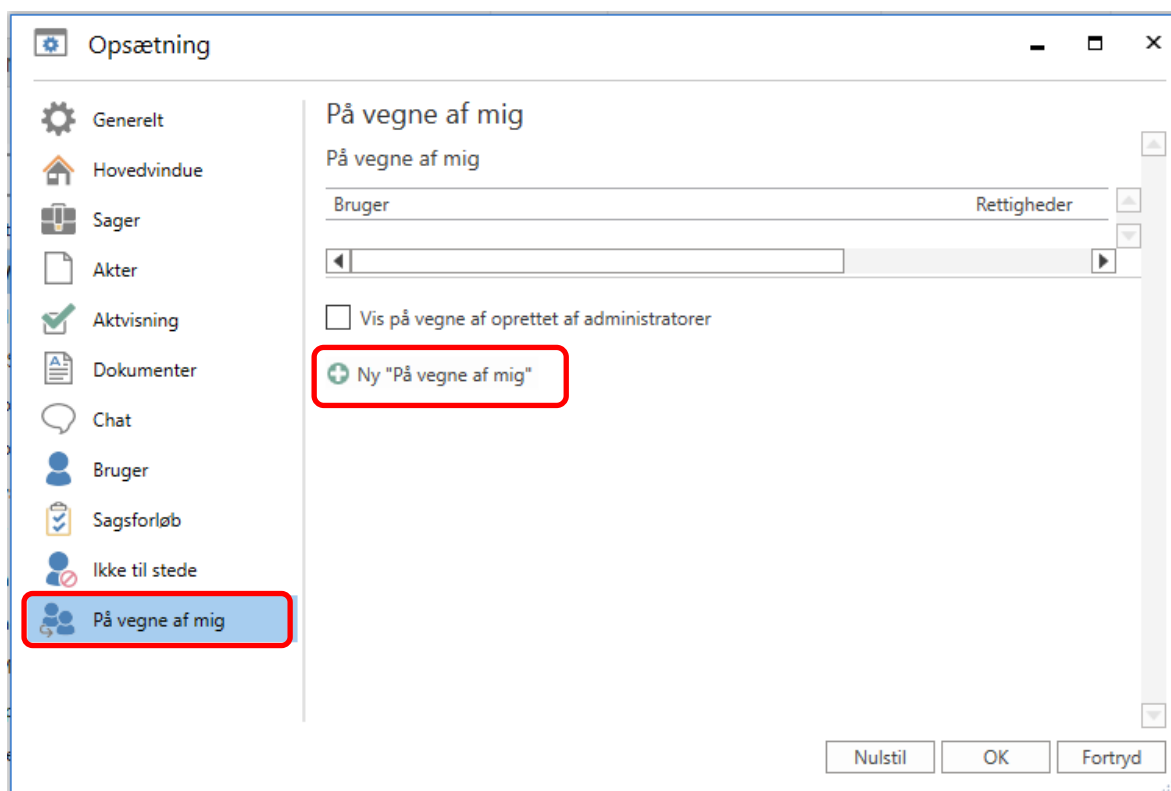 Opsætning
Generelt
Hovedvindue
Sager
Akter
Aktvisning
Dokumenter
Chat
Bruger
Sagsforløb
Ikke til stede
På vegne af mig
På vegne af mig
På vegne af mig
Bruger Rettigheder
Vis på vegne af oprettet af administratorer
Ny "På vegne af mig"
Nulstil OK Fortryd